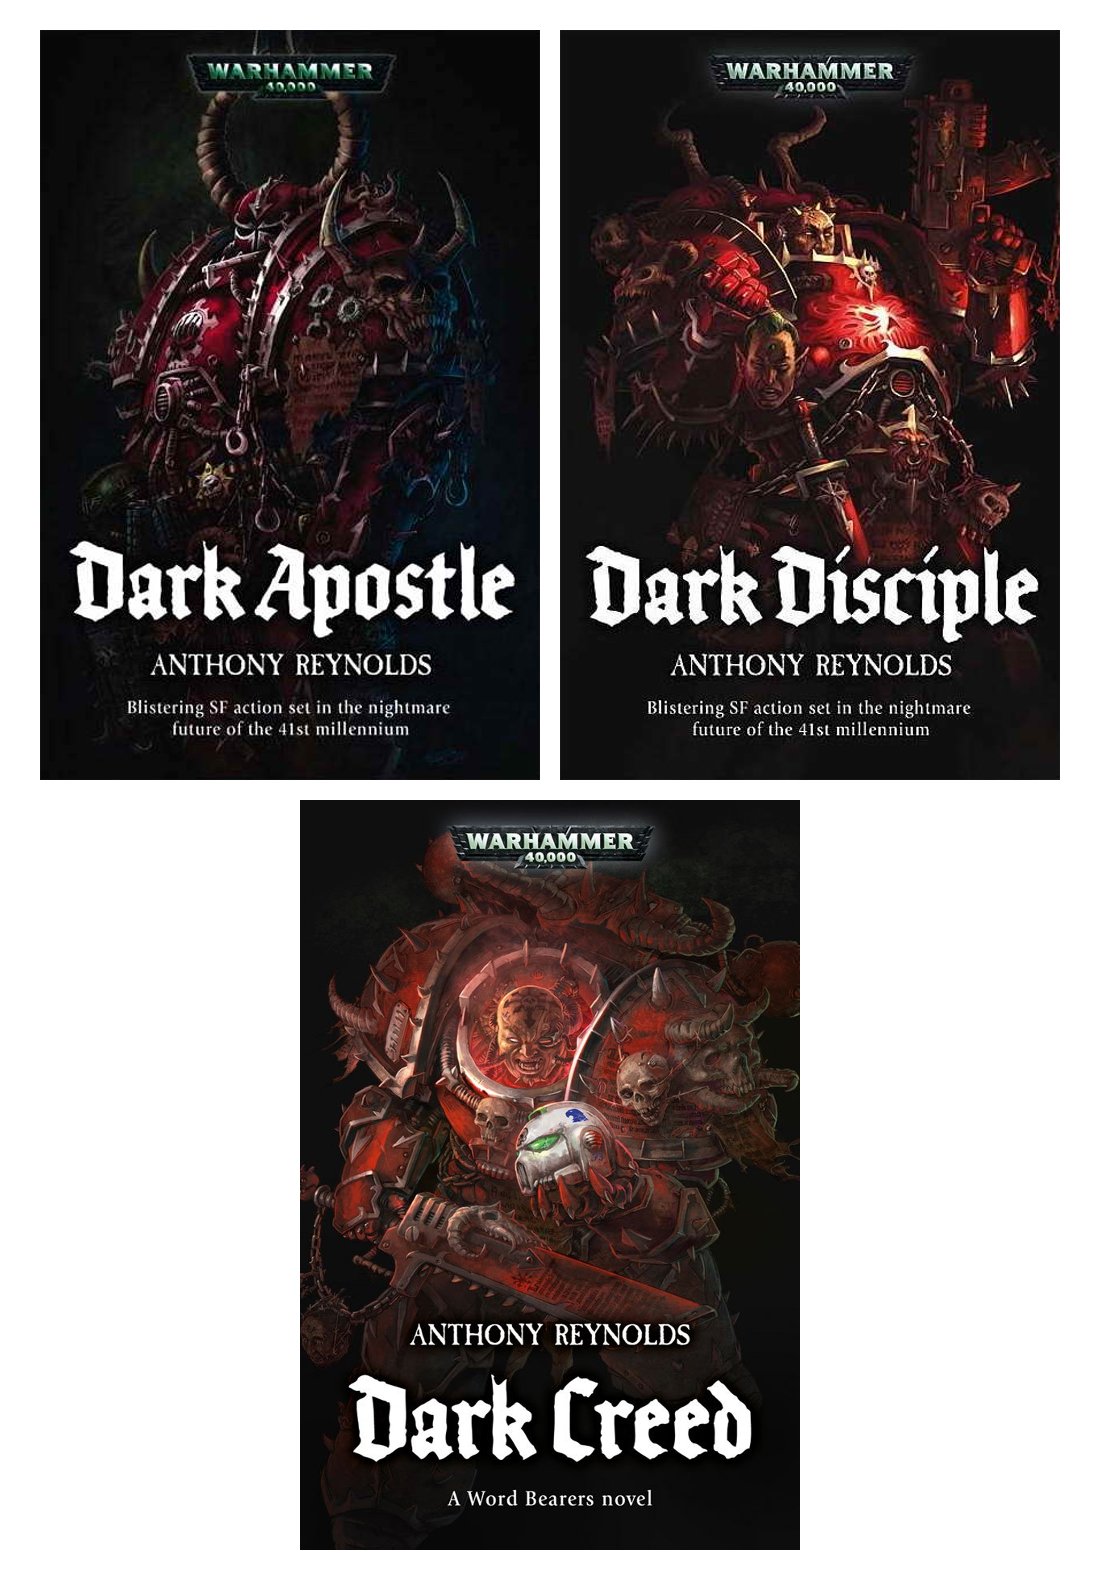 WARHAMMER
40,000
Dark Apostle
ANTHONY REYNOLDS
Blistering SF action set in the nightmare
future of the 41st millennium
WARHAMMER
40,000
Dark Disciple
ANTHONY REYNOLDS
Blistering SF action set in the nightmare
future of the 41st millennium
WARHAMMER
40,000
ANTHONY REYNOLDS
Dark Creed
A Word Bearers novel